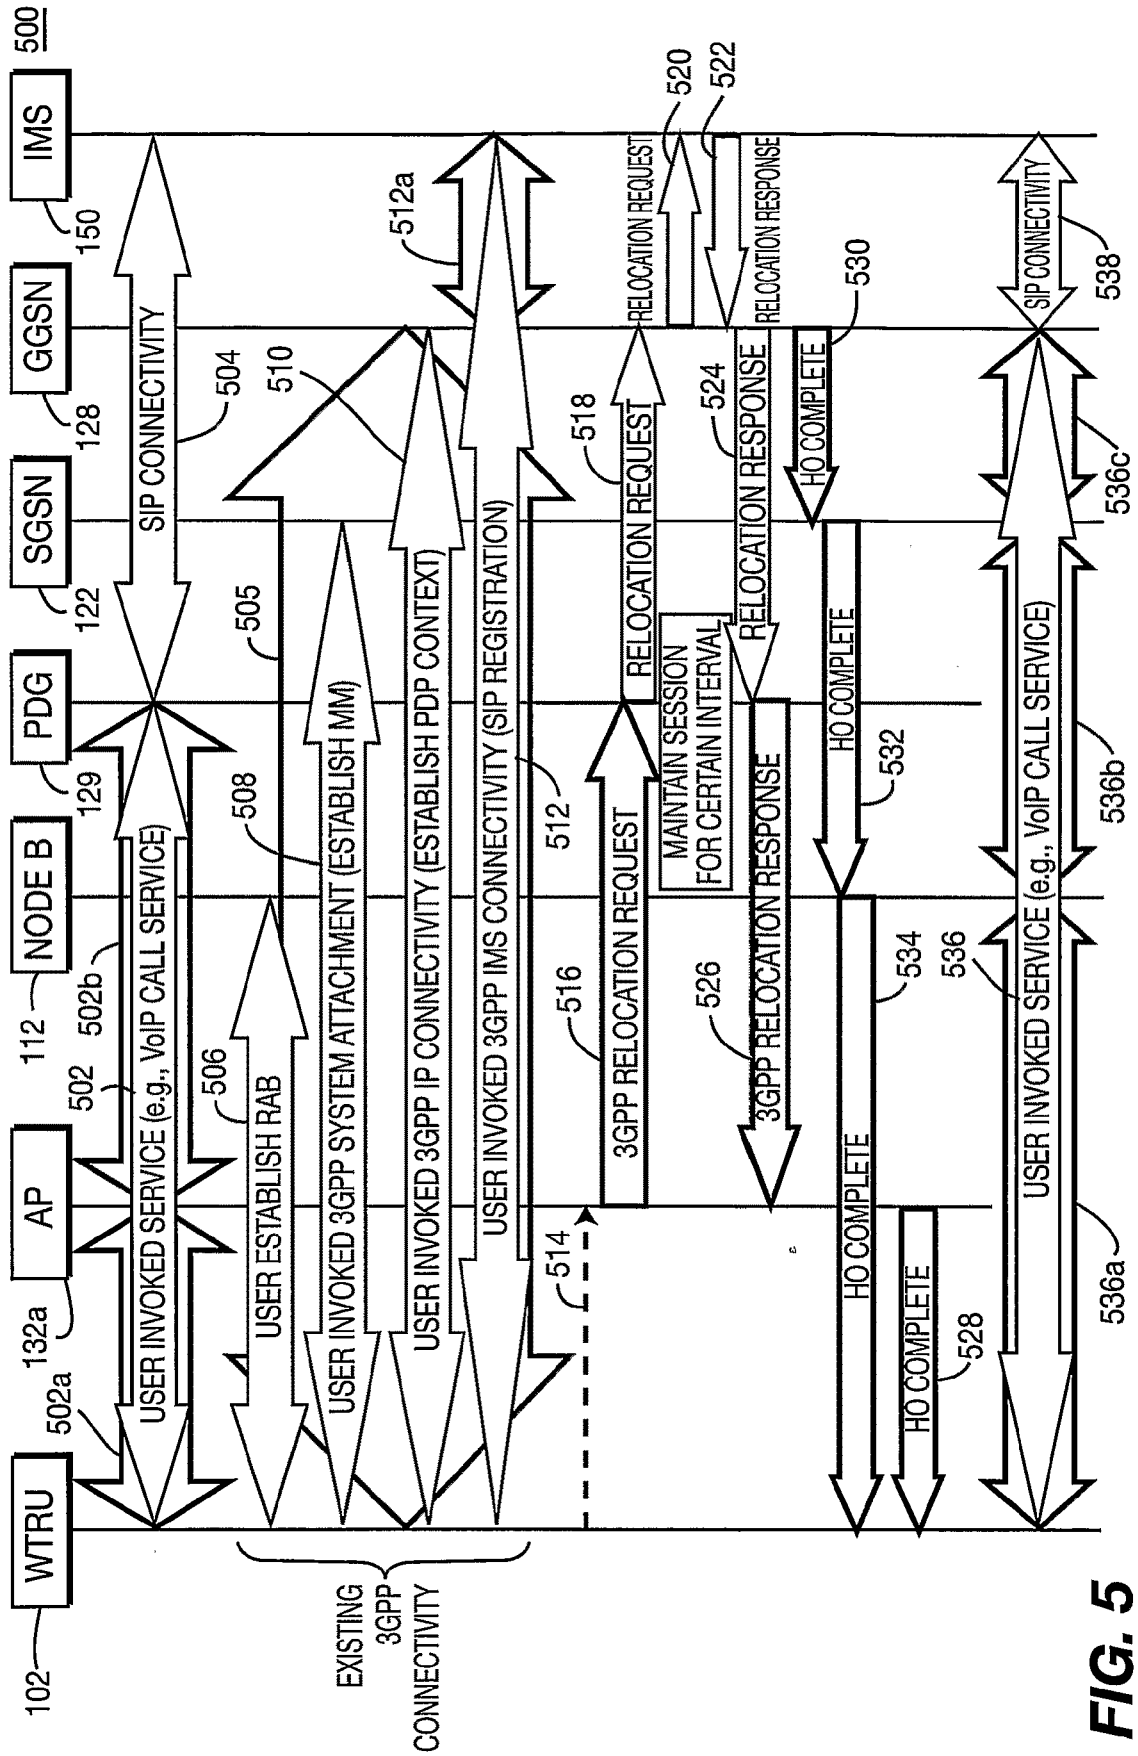 500
WTRU
AP
NODE B
PDG
SGSN
GGSN
IMS
102
132a
112
129
122
128
150
502a
502
502b
USER INVOKED SERVICE (e.g., VoIP CALL SERVICE)
SIP CONNECTIVITY
504
506
USER ESTABLISH RAB
505
508
USER INVOKED 3GPP SYSTEM ATTACHMENT (ESTABLISH MM)
510
USER INVOKED 3GPP IP CONNECTIVITY (ESTABLISH PDP CONTEXT)
512a
USER INVOKED 3GPP IMS CONNECTIVITY (SIP REGISTRATION)
512
EXISTING
3GPP
CONNECTIVITY
514
516
3GPP RELOCATION REQUEST
518
RELOCATION REQUEST
RELOCATION REQUEST
520
522
RELOCATION RESPONSE
MAINTAIN SESSION
FOR CERTAIN INTERVAL
524
RELOCATION RESPONSE
526
3GPP RELOCATION RESPONSE
HO COMPLETE
530
HO COMPLETE
532
HO COMPLETE
534
HO COMPLETE
528
536
USER INVOKED SERVICE (e.g., VoIP CALL SERVICE)
SIP CONNECTIVITY
536a
536b
536c
538
FIG. 5